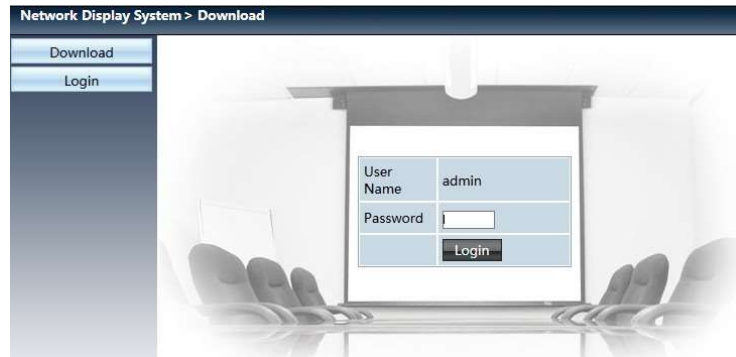 Network Display System > Download
Download
Login
User
Name
admin
Password
Login